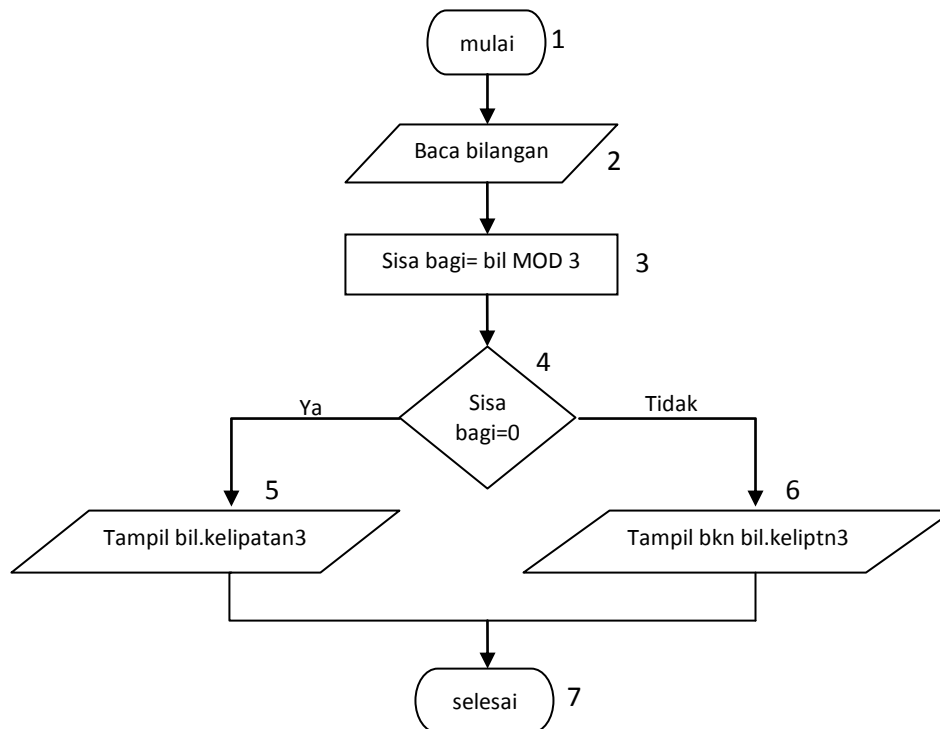 mulai
1
Baca bilangan
2
Sisa bagi= bil MOD 3
3
4
Sisa
bagi=0
Ya
Tidak
5
Tampil bil.kelipatan3
6
Tampil bkn bil.keliptn3
selesai
7